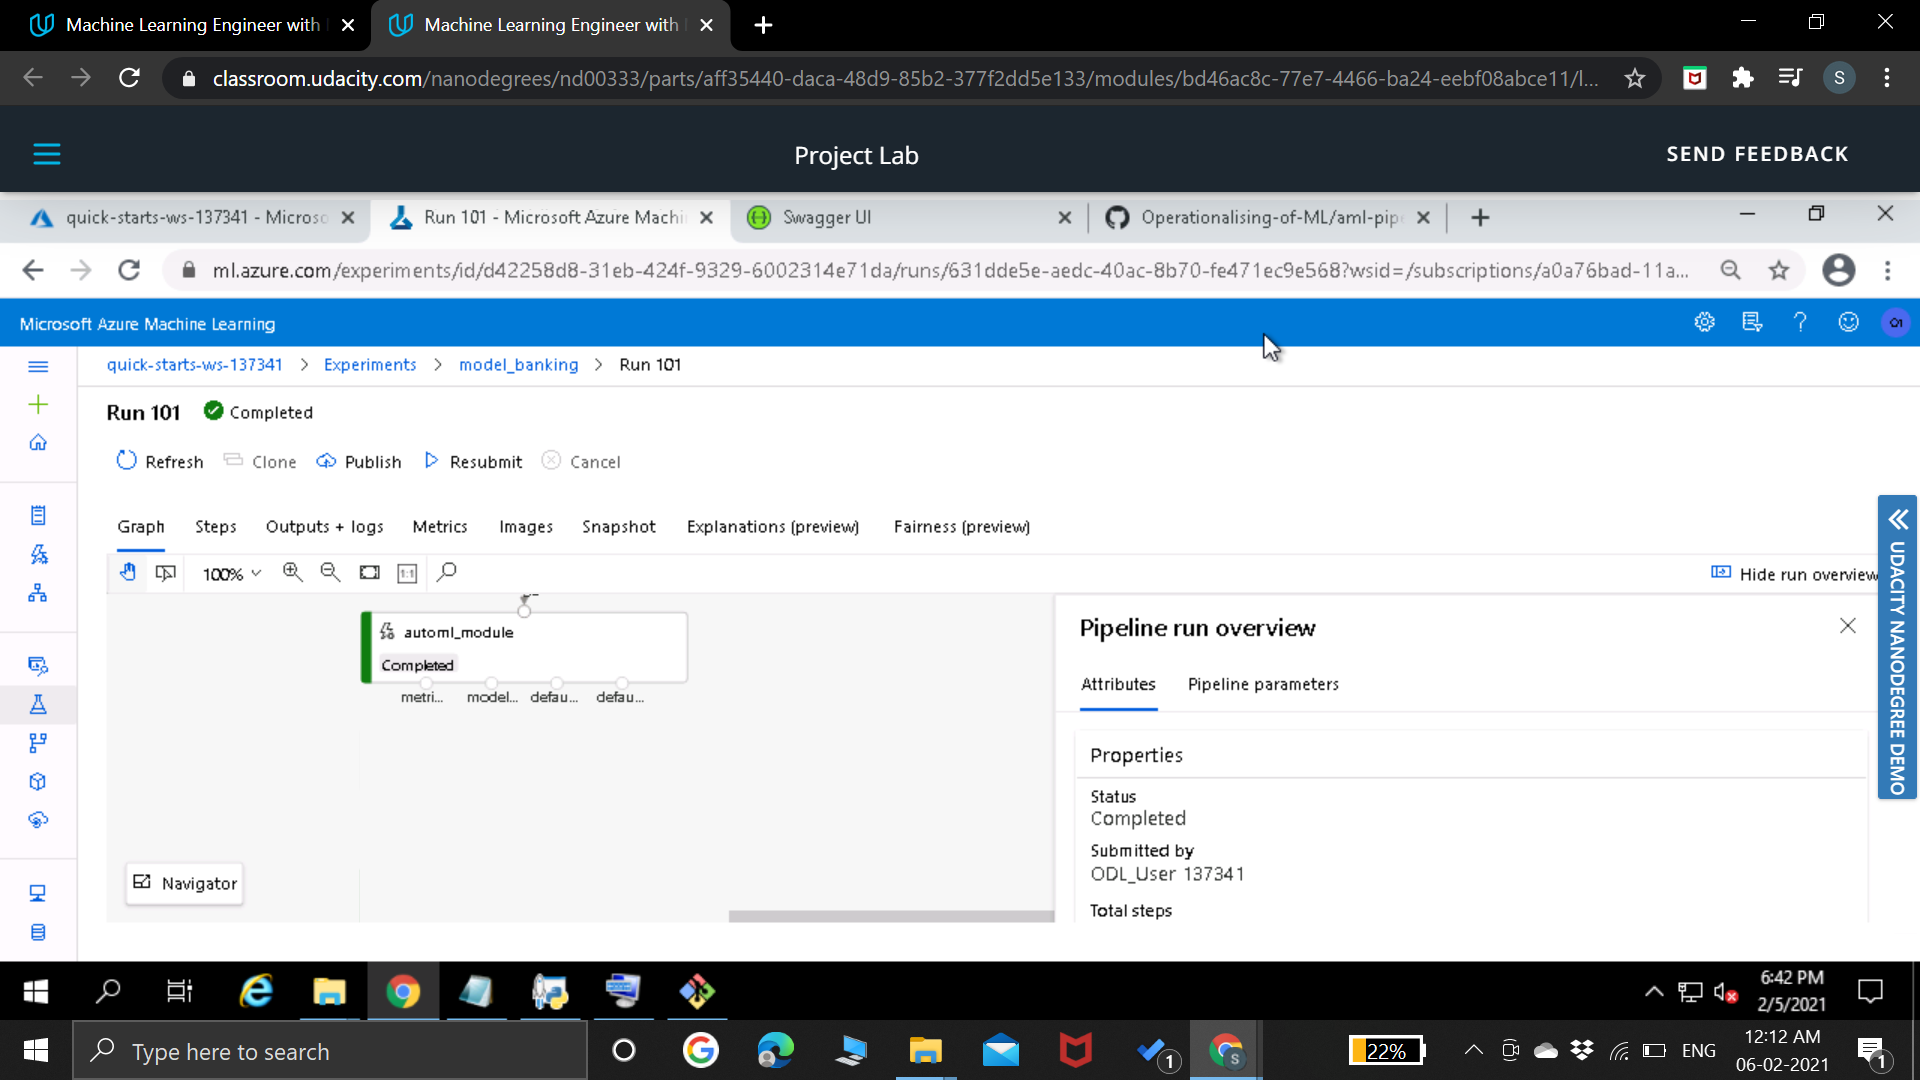 Machine Learning Engineer with
Machine Learning Engineer with
classroom.udacity.com/nanodegrees/nd00333/parts/aff35440-daca-48d9-85b2-377f2dd5e133/modules/bd46ac8c-77e7-4466-ba24-eebf08abce11/l...
S
Project Lab
SEND FEEDBACK
quick-starts-ws-137341 - Microso
Run 101 - Microsoft Azure Machi
Swagger UI
Operationalising-of-ML/aml-pip
ml.azure.com/experiments/id/d42258d8-31eb-424f-9329-6002314e71da/runs/631dde5e-aedc-40ac-8b70-fe471ec9e568?wsid=/subscriptions/a0a76bad-11a...
Microsoft Azure Machine Learning
quick-starts-ws-137341 > Experiments > model_banking > Run 101
Run 101 Completed
Refresh Clone Publish Resubmit Cancel
Graph Steps Outputs + logs Metrics Images Snapshot Explanations (preview) Fairness (preview)
100% 1:1
Hide run overview
automl_module
Completed
metri... model... defau... defau...
Navigator
Pipeline run overview
Attributes Pipeline parameters
Properties
Status
Completed
Submitted by
ODL_User 137341
Total steps
UDACITY NANODEGREE DEMO
6:42 PM
2/5/2021
Type here to search
1
S
22%
ENG
12:12 AM
06-02-2021
1